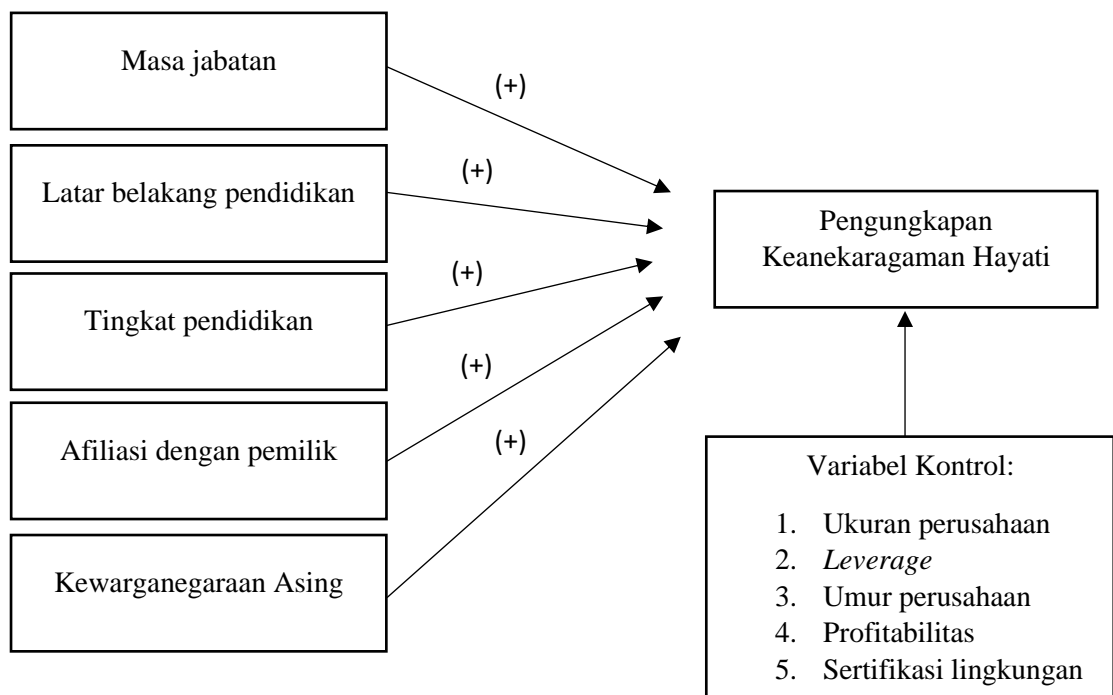 Masa jabatan
(+)
Latar belakang pendidikan
(+)
Tingkat pendidikan
(+)
Afiliasi dengan pemilik
(+)
Kewarganegaraan Asing
(+)
Pengungkapan
Keanekaragaman Hayati
Variabel Kontrol:
1. Ukuran perusahaan
2. Leverage
3. Umur perusahaan
4. Profitabilitas
5. Sertifikasi lingkungan